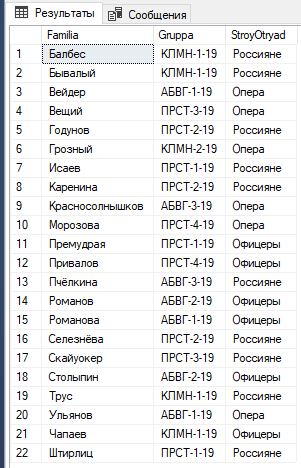 Результаты Сообщения
Familia Gruppa StroyOtryad
1 Балбес КЛМН-1-19 Россияне
2 Бывалый КЛМН-1-19 Россияне
3 Вейдер АБВГ-1-19 Опера
4 Вещий ПРСТ-3-19 Опера
5 Годунов ПРСТ-2-19 Россияне
6 Грозный КЛМН-2-19 Опера
7 Исаев ПРСТ-1-19 Россияне
8 Каренина ПРСТ-2-19 Россияне
9 Красносолнышков АБВГ-3-19 Опера
10 Морозова ПРСТ-4-19 Опера
11 Премудрая ПРСТ-1-19 Офицеры
12 Привалов ПРСТ-4-19 Офицеры
13 Пчёлкина АБВГ-3-19 Россияне
14 Романов АБВГ-2-19 Офицеры
15 Романова АБВГ-1-19 Офицеры
16 Селезнёва ПРСТ-2-19 Россияне
17 Скайуокер ПРСТ-3-19 Россияне
18 Столыпин АБВГ-2-19 Офицеры
19 Трус КЛМН-1-19 Россияне
20 Ульянов АБВГ-1-19 Опера
21 Чапаев КЛМН-1-19 Офицеры
22 Штирлиц ПРСТ-1-19 Россияне